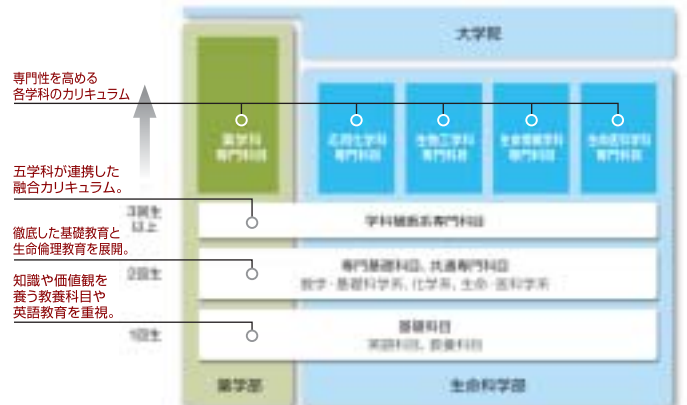 大学院
専門性を高める
各学科のカリキュラム
薬学科
専門科目
応用化学科
専門科目
生物工学科
専門科目
生命情報学科
専門科目
生命医科学科
専門科目
五学科が連携した
融合カリキュラム。
3回生
以上
学科横断系専門科目
徹底した基礎教育と
生命倫理教育を展開。
2回生
専門基礎科目、共通専門科目
数学・基礎科学系、化学系、生命・医科学系
知識や価値観を
養う教養科目や
英語教育を重視。
1回生
基礎科目
英語科目、教養科目
薬学部
生命科学部